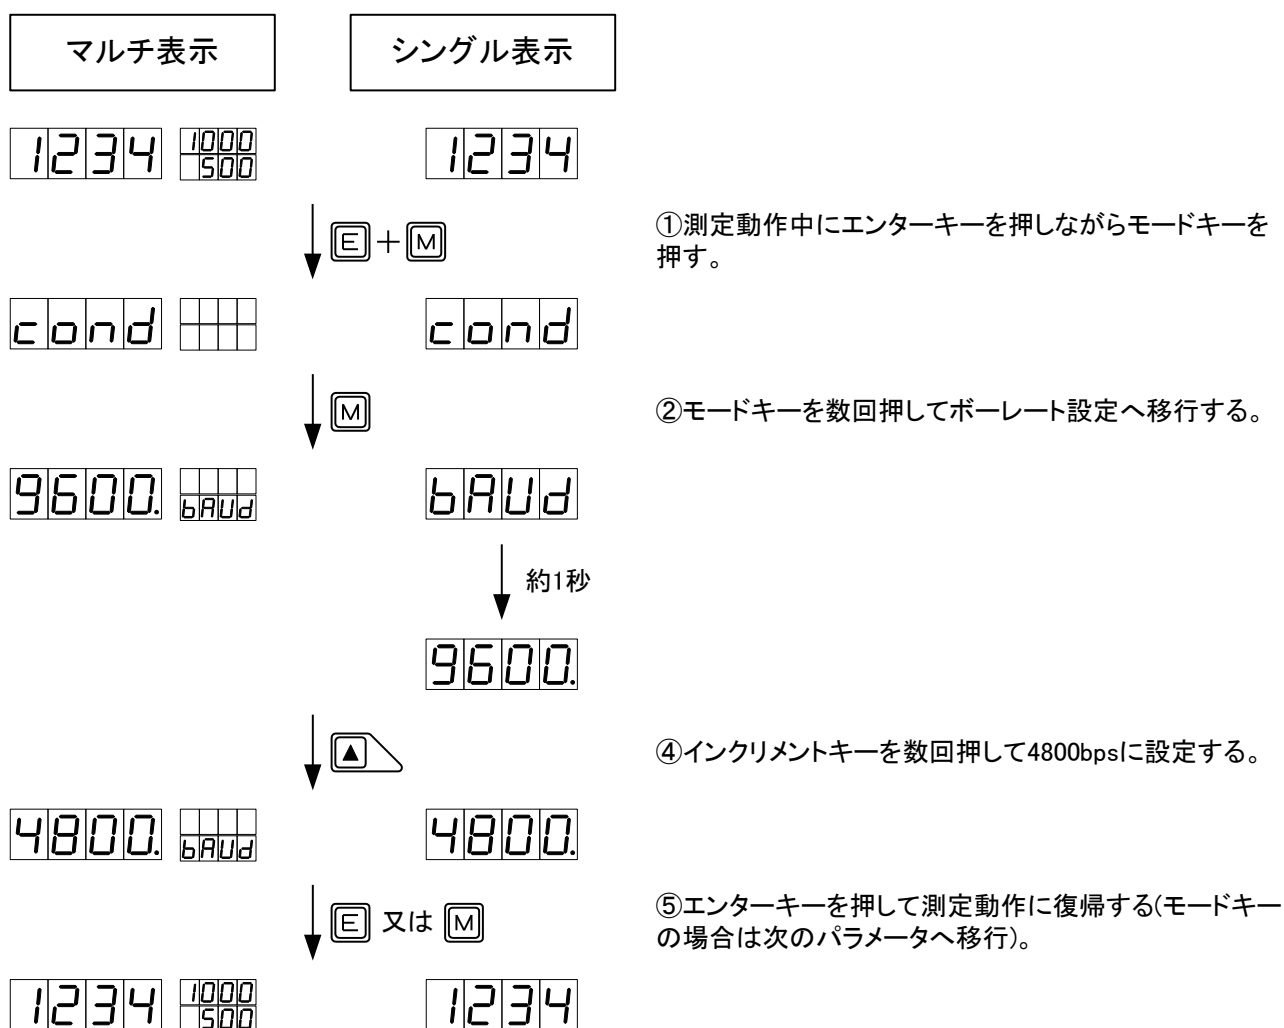 マルチ表示 シングル表示
1234 1000 1234
500
E+M ①測定動作中にエンターキーを押しながらモードキーを
押す。
cond cond
M ②モードキーを数回押してボーレート設定へ移行する。
9600. bAUd bAUd
約1秒
9600.
▲ ④インクリメントキーを数回押して4800bpsに設定する。
4800. bAUd 4800.
E 又は M ⑤エンターキーを押して測定動作に復帰する(モードキー
の場合は次のパラメータへ移行)。
1234 1000 1234
500